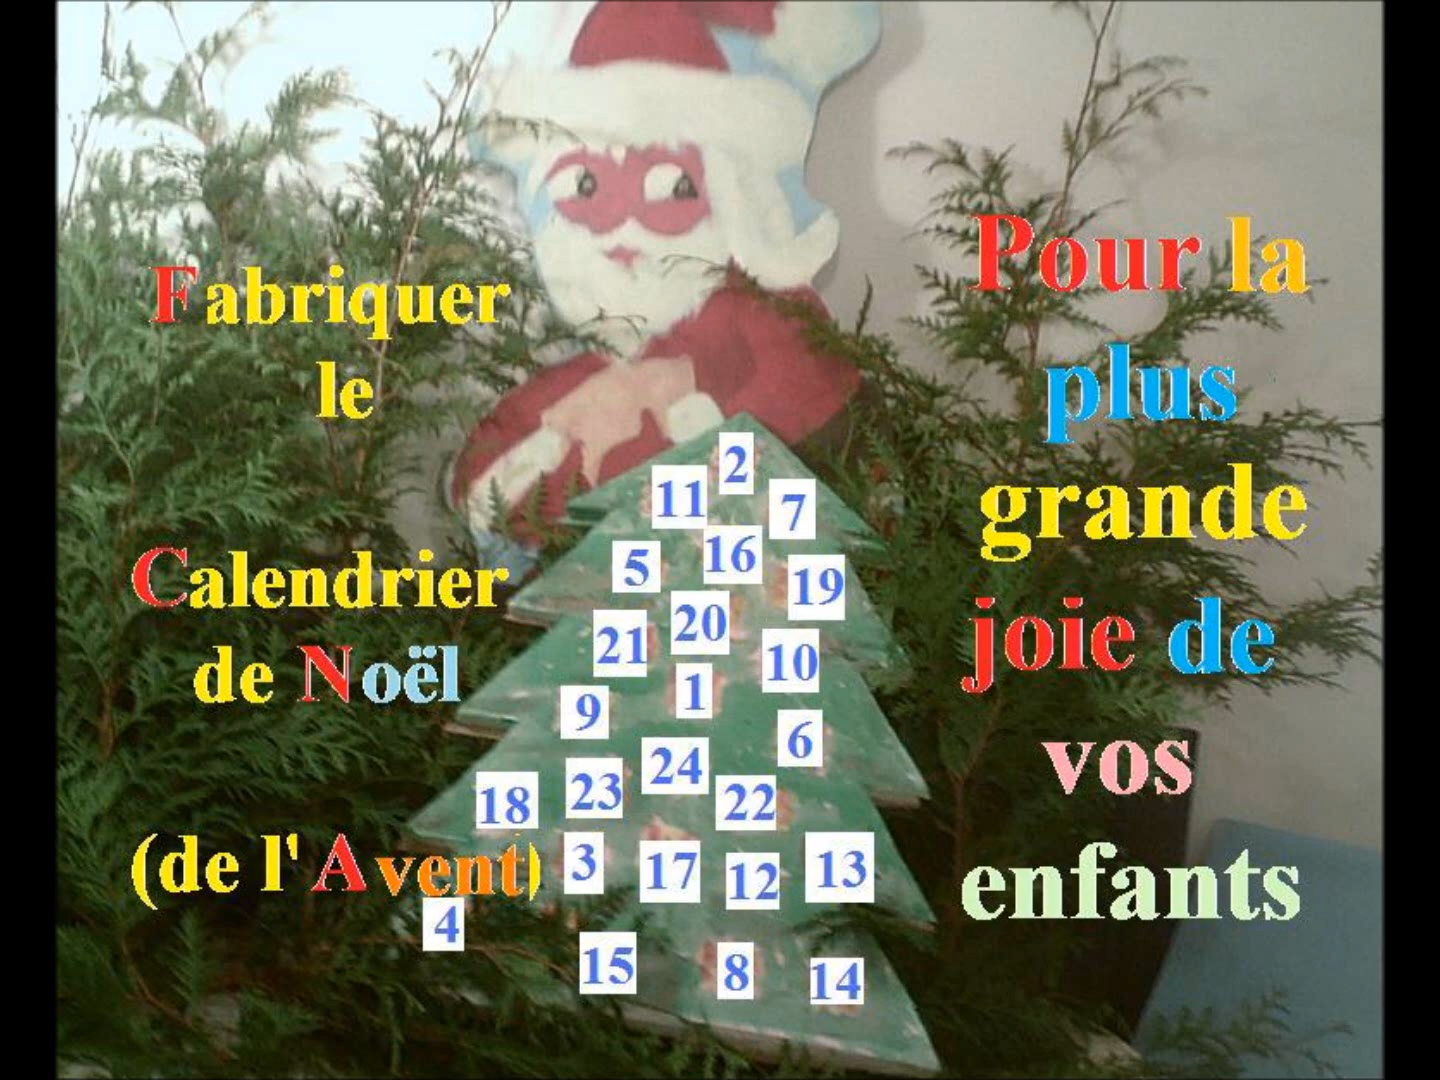 Fabriquer
le
Calendrier
de Noël
(de l'Avent)
Pour la
plus
grande
joie de
vos
enfants
2
11
7
16
5
19
20
21
10
1
9
6
24
23
22
18
3
17
12
13
4
15
8
14